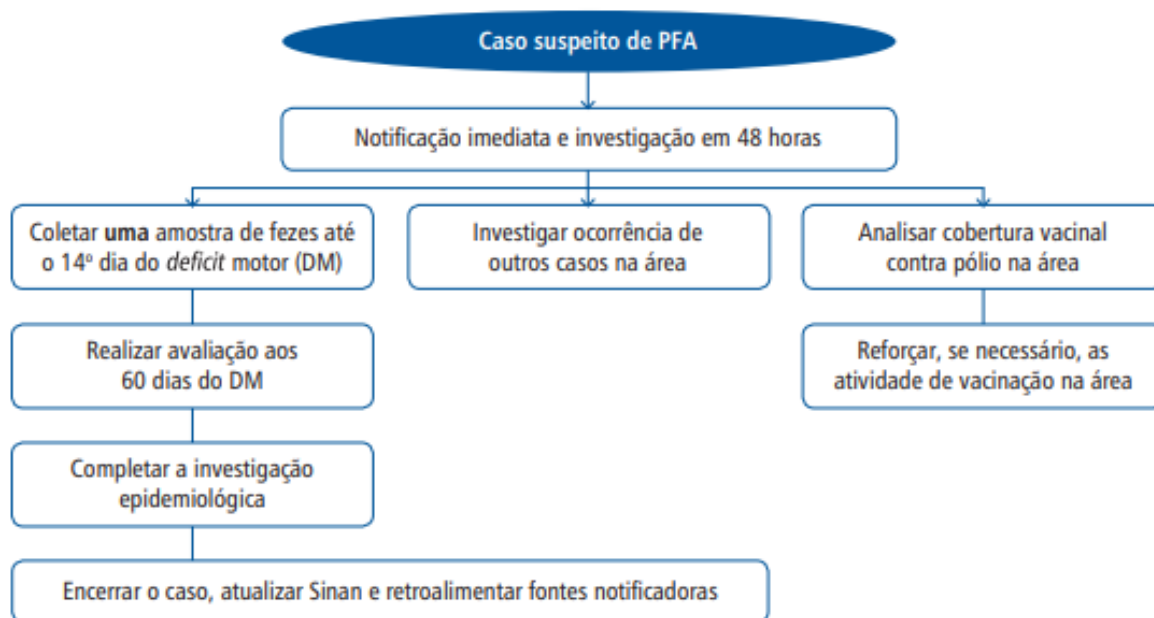 Caso suspeito de PFA
Notificação imediata e investigação em 48 horas
Coletar uma amostra de fezes até
o 14º dia do deficit motor (DM)
Investigar ocorrência de
outros casos na área
Analisar cobertura vacinal
contra pólio na área
Realizar avaliação aos
60 dias do DM
Reforçar, se necessário, as
atividade de vacinação na área
Completar a investigação
epidemiológica
Encerrar o caso, atualizar Sinan e retroalimentar fontes notificadoras